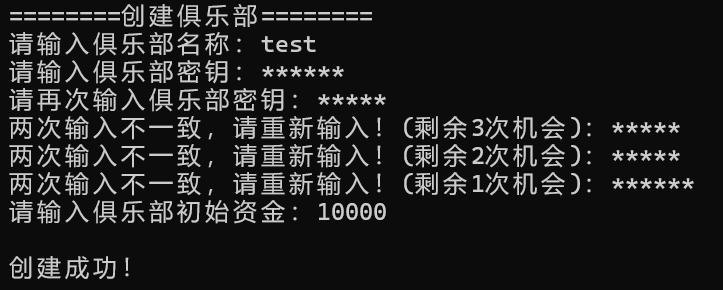 ========创建俱乐部========
请输入俱乐部名称：test
请输入俱乐部密钥：******
请再次输入俱乐部密钥：*****
两次输入不一致，请重新输入！(剩余3次机会)：*****
两次输入不一致，请重新输入！(剩余2次机会)：*****
两次输入不一致，请重新输入！(剩余1次机会)：******
请输入俱乐部初始资金：10000
创建成功！